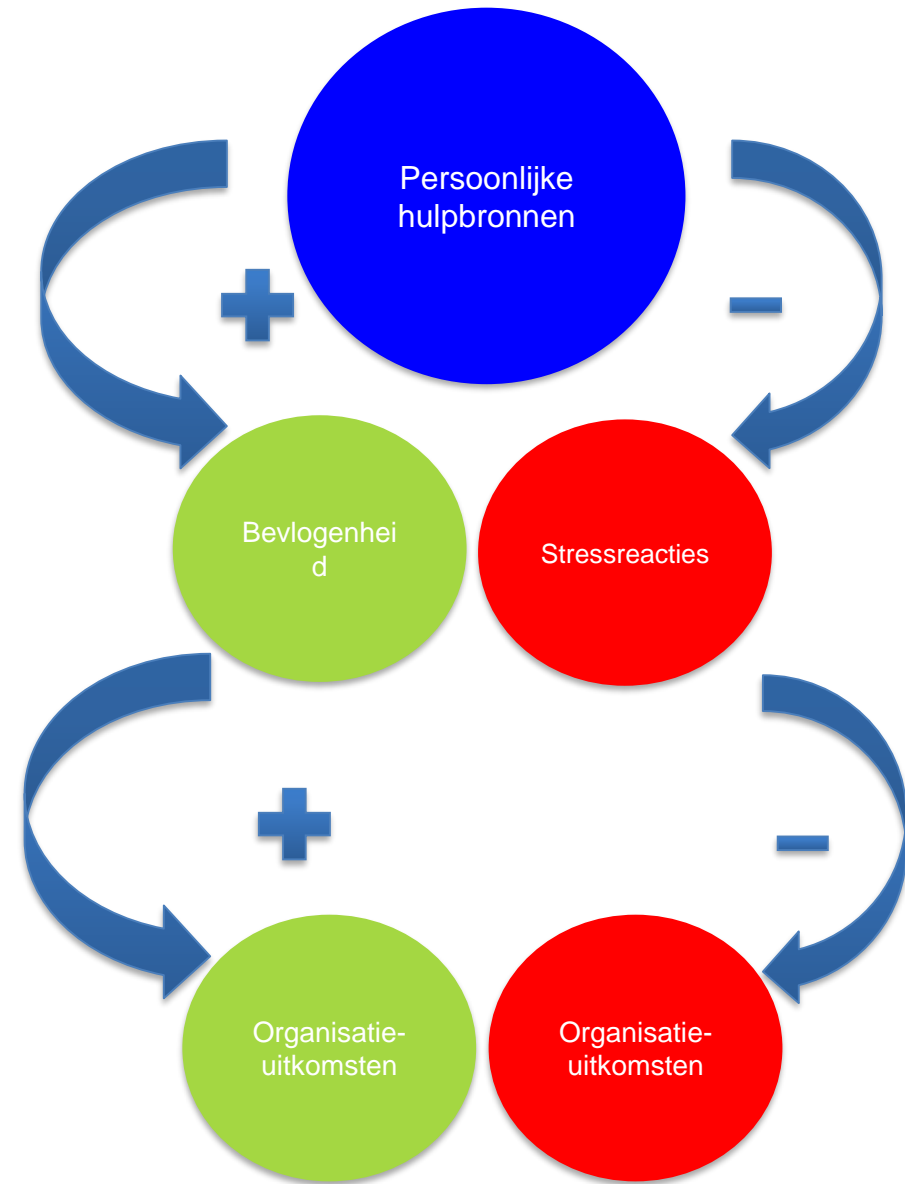 Persoonlijke
hulpbronnen
Bevlogenhei
d
Stressreacties
Organisatie-
uitkomsten
Organisatie-
uitkomsten